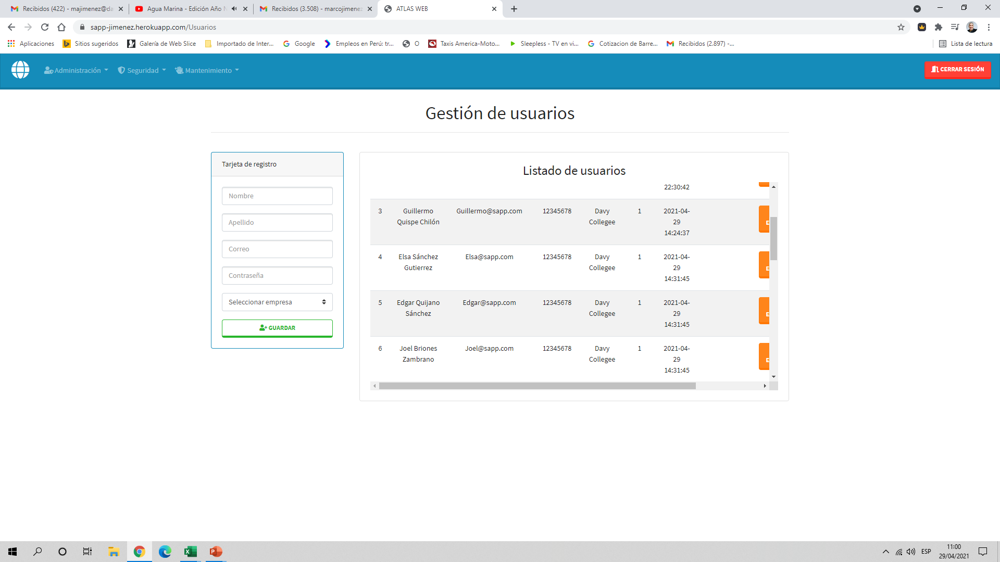 Recibidos (422) - majimenez@da
Agua Marina - Edición Año N
Recibidos (3.508) - marcojimenez
ATLAS WEB
sapp-jimenez.herokuapp.com/Usuarios
Aplicaciones
Sitios sugeridos
Galería de Web Slice
Importado de Inter...
Google
Empleos en Perú: tr...
O
Taxis America-Moto...
Sleepless - TV en vi...
Cotizacion de Barre...
Recibidos (2.897) -...
Lista de lectura
Administración
Seguridad
Mantenimiento
CERRAR SESIÓN
Gestión de usuarios
Tarjeta de registro
Nombre
Apellido
Correo
Contraseña
Seleccionar empresa
GUARDAR
Listado de usuarios
22:30:42
3 Guillermo Guillermo@sapp.com 12345678 Davy 1 2021-04-
Quispe Chilón Collegee 29
14:24:37
4 Elsa Sánchez Elsa@sapp.com 12345678 Davy 1 2021-04-
Gutierrez Collegee 29
14:31:45
5 Edgar Quijano Edgar@sapp.com 12345678 Davy 1 2021-04-
Sánchez Collegee 29
14:31:45
6 Joel Briones Joel@sapp.com 12345678 Davy 1 2021-04-
Zambrano Collegee 29
14:31:45
ESP
11:00
29/04/2021